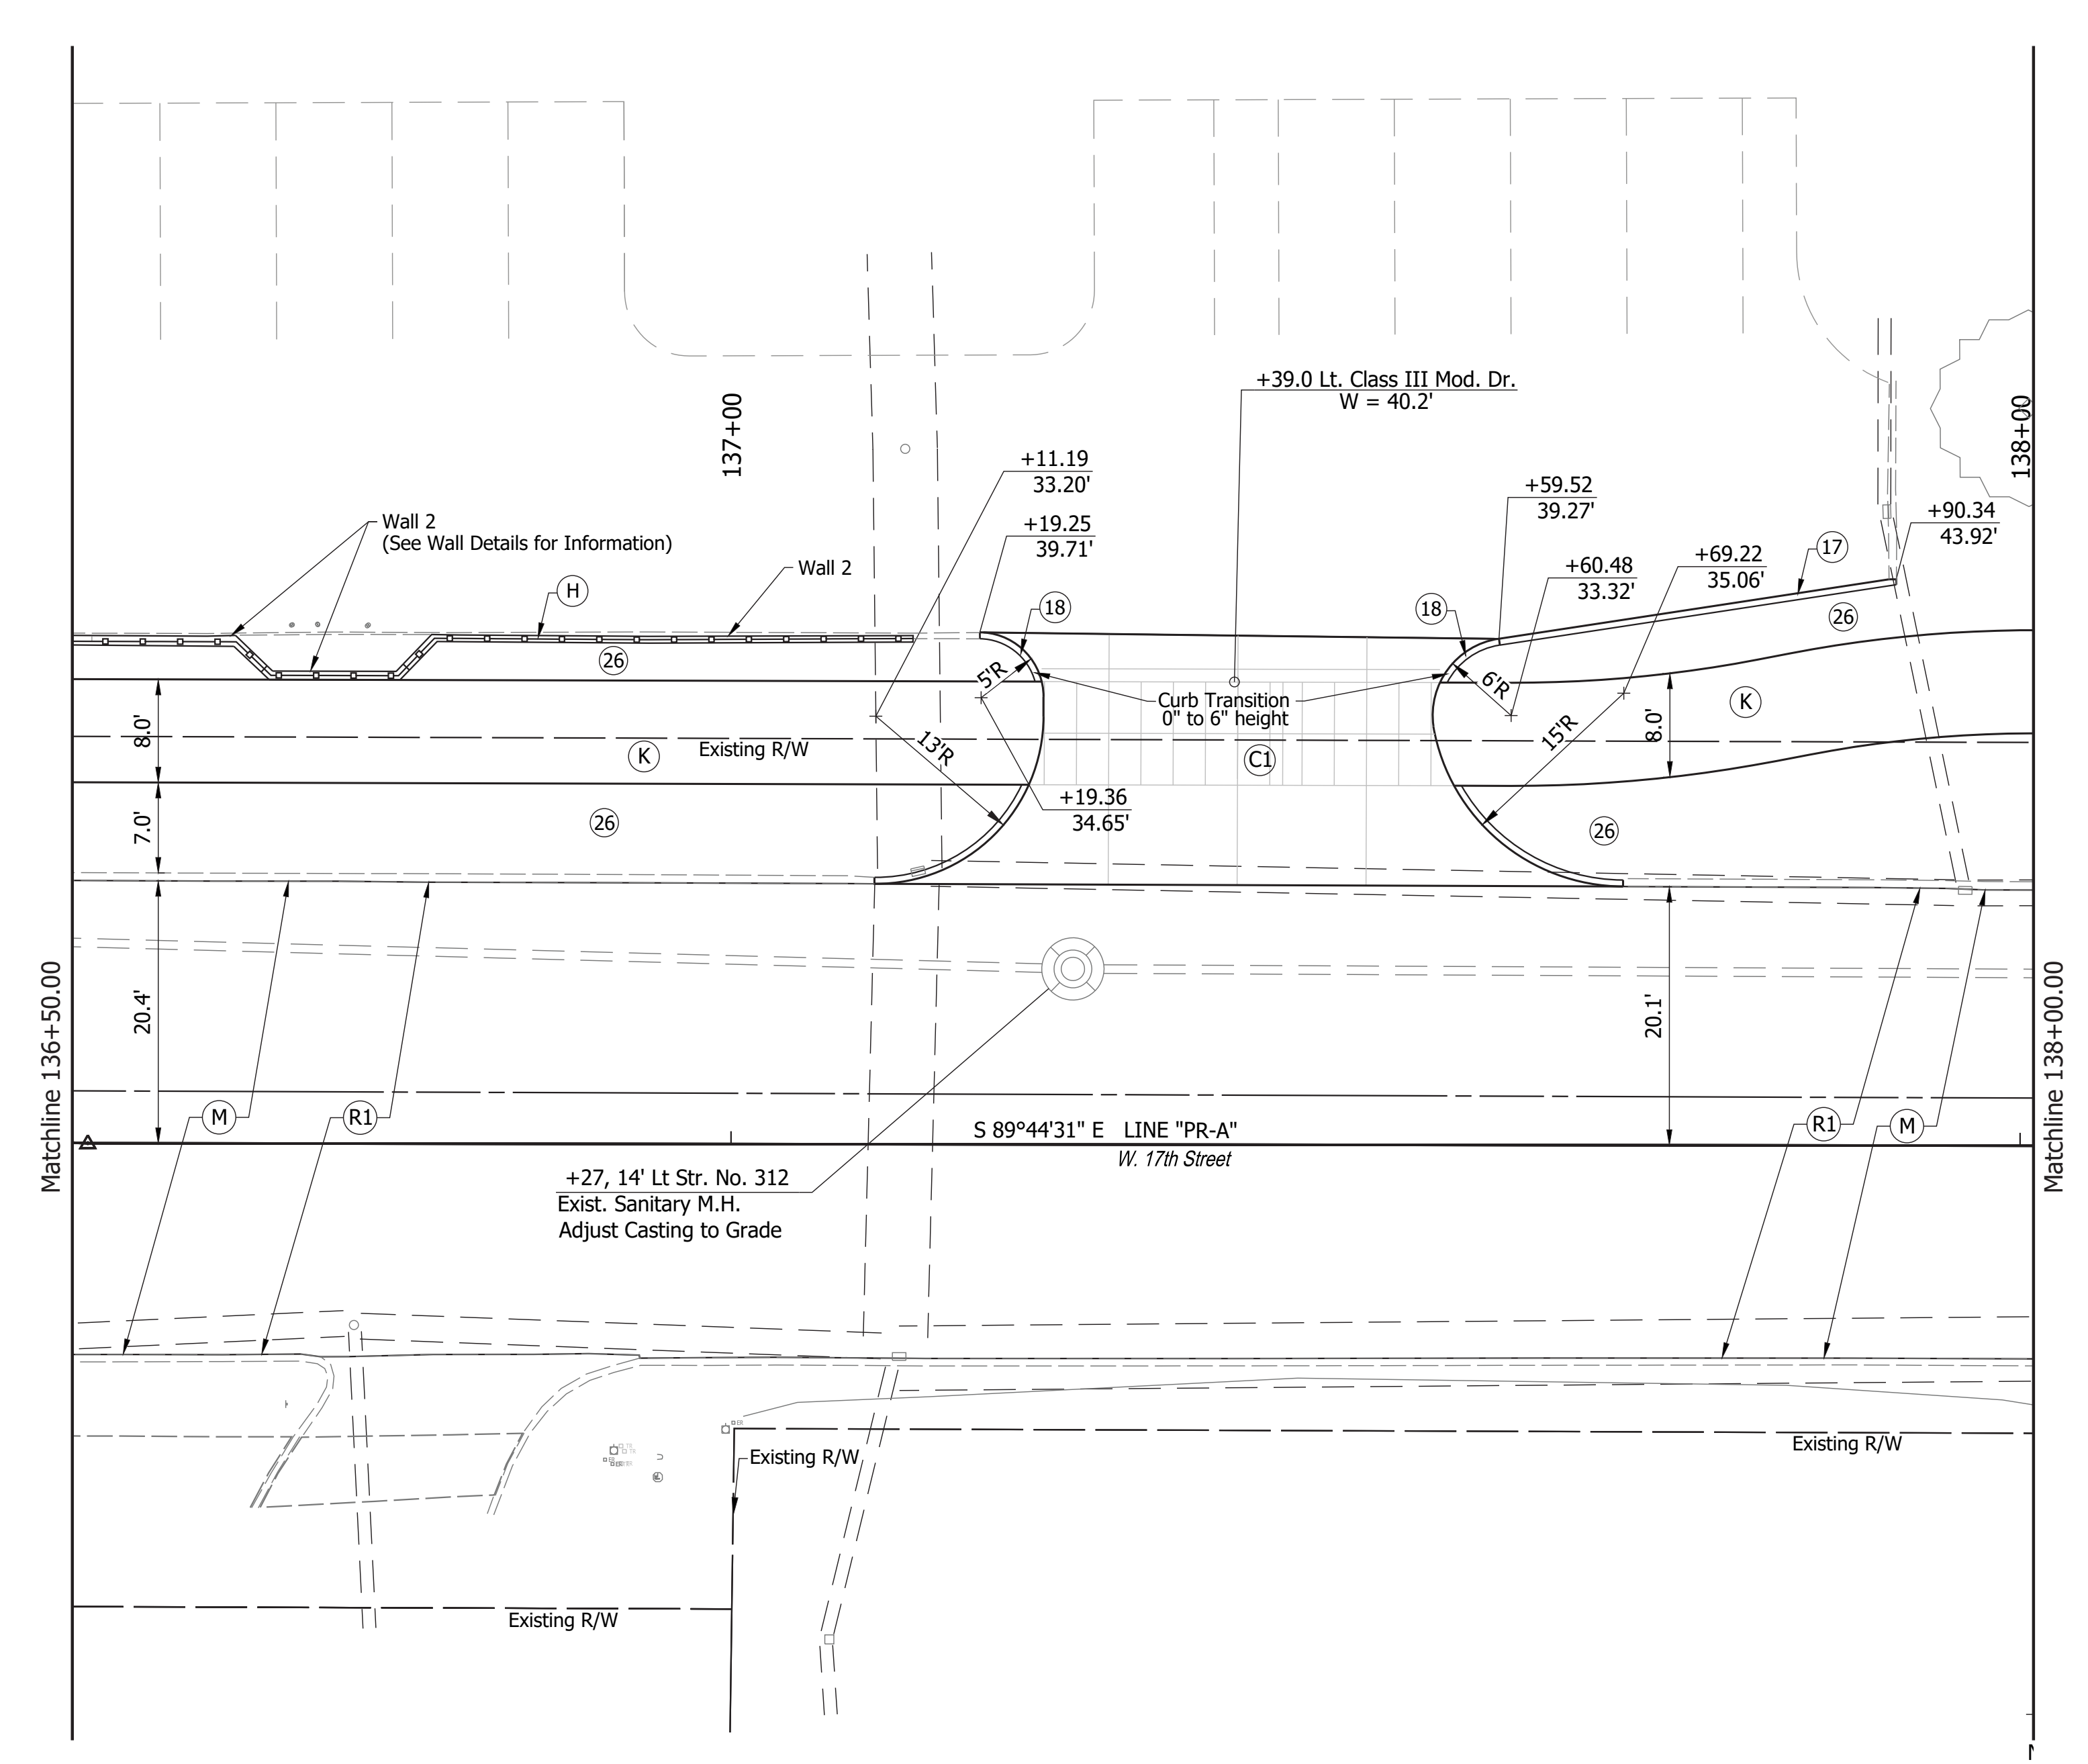 +39.0 Lt. Class III Mod. Dr.
W = 40.2'
137+00
138+00
+11.19
33.20'
+19.25
39.71'
+59.52
39.27'
+60.48
33.32'
+69.22
35.06'
17
+90.34
43.92'
Wall 2
(See Wall Details for Information)
Wall 2
H
18
18
26
26
5'R
6'R
Curb Transition
0" to 6" height
K
8.0'
Existing R/W
K
13'R
C1
15'R
8.0'
+19.36
34.65'
7.0'
26
26
20.4'
20.1'
Matchline 136+50.00
Matchline 138+00.00
M
R1
R1
M
S 89°44'31" E LINE "PR-A"
W. 17th Street
+27, 14' Lt Str. No. 312
Exist. Sanitary M.H.
Adjust Casting to Grade
ER
Existing R/W
Existing R/W
Existing R/W